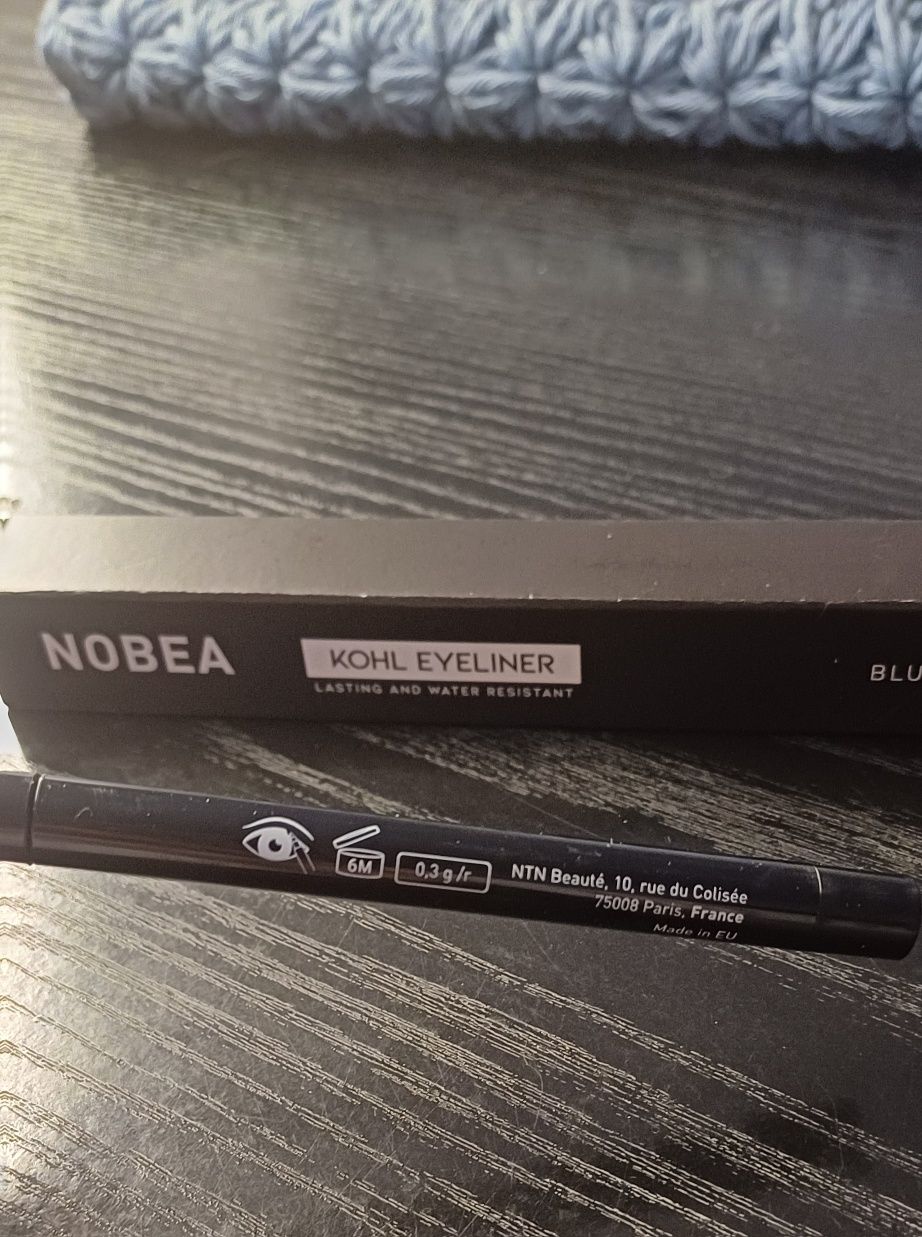 NOBEA
KOHL EYELINER
LASTING AND WATER RESISTANT
BLU
6M
0,3 g /r
NTN Beauté, 10, rue du Colisée
75008 Paris, France
Made in EU